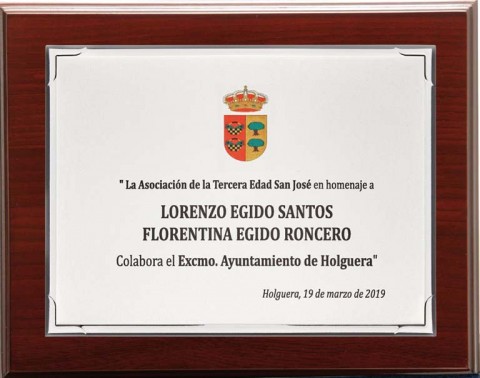 " La Asociación de la Tercera Edad San José en homenaje a
LORENZO EGIDO SANTOS
FLORENTINA EGIDO RONCERO
Colabora el Excmo. Ayuntamiento de Holguera"
Holguera, 19 de marzo de 2019